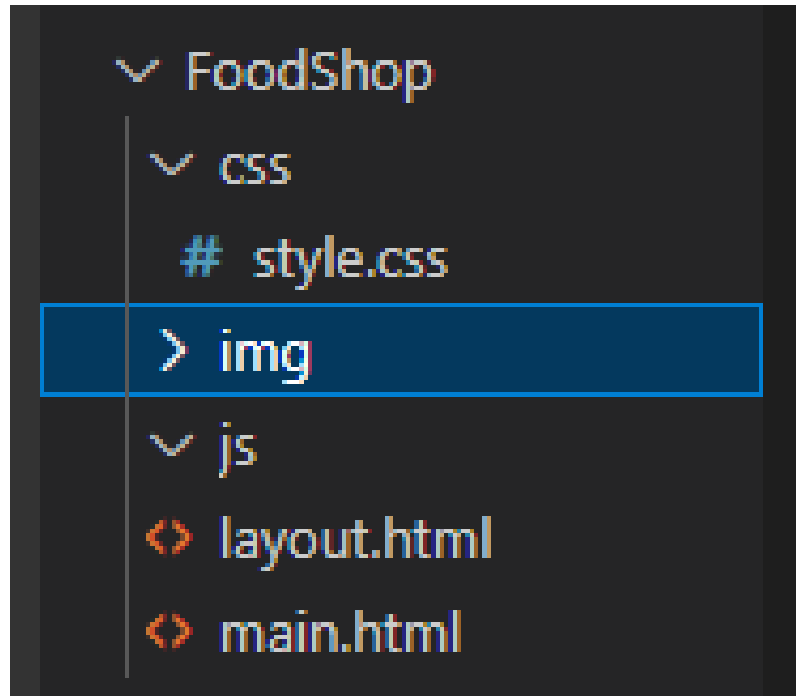 FoodShop
css
# style.css
img
js
<> layout.html
<> main.html